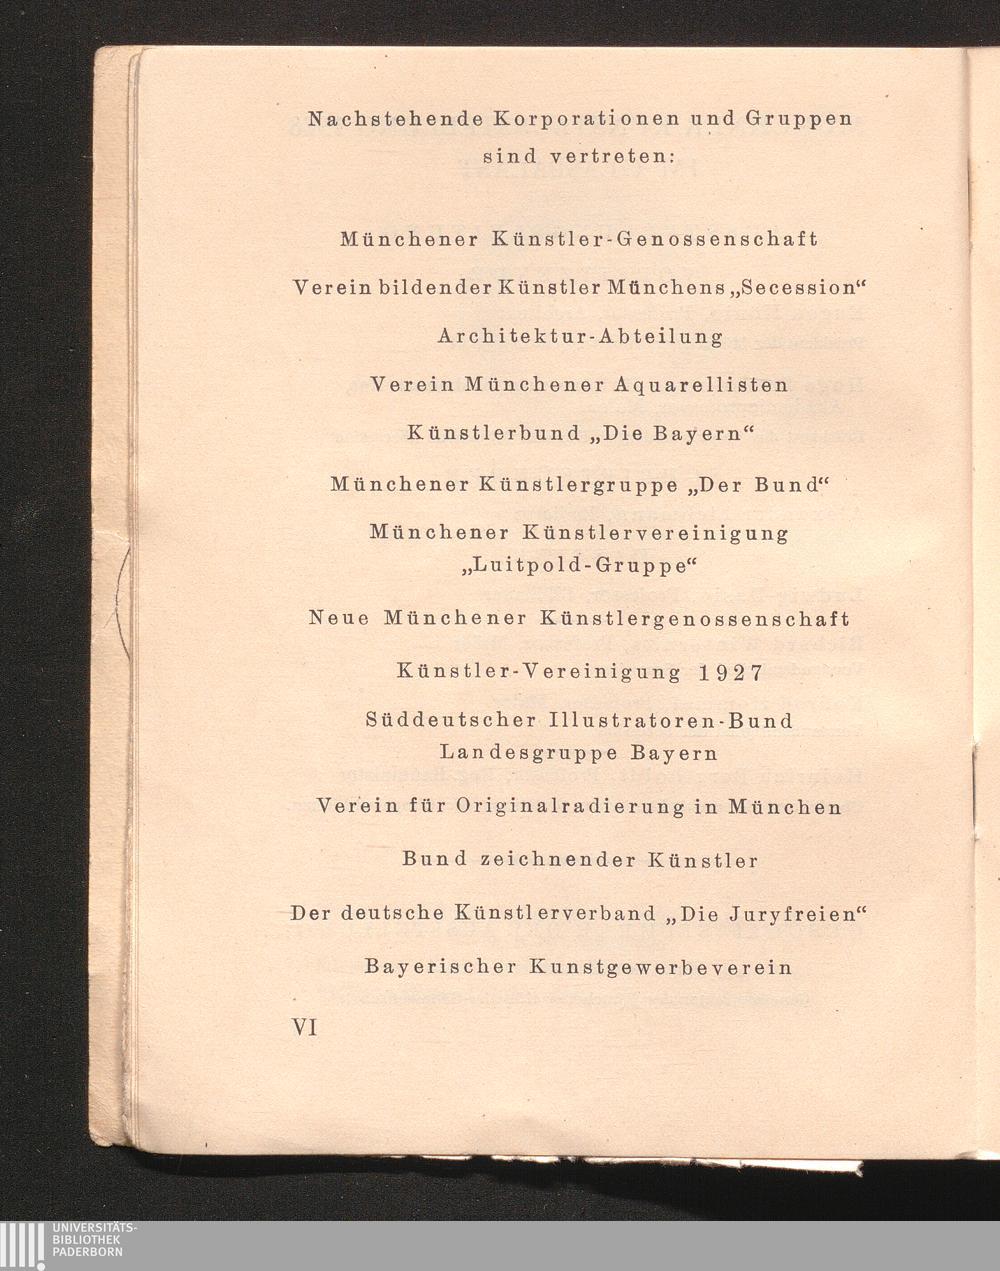 Nachstehende Korporationen und Gruppen
sind vertreten:
Münchener Künstler-Genossenschaft
Verein bildender Künstler Münchens „Secession“
Architektur-Abteilung
Verein Münchener Aquarellisten
Künstlerbund „Die Bayern“
Münchener Künstlergruppe „Der Bund“
Münchener Künstlervereinigung
„Luitpold-Gruppe“
Neue Münchener Künstlergenossenschaft
Künstler-Vereinigung 1927
Süddeutscher Illustratoren-Bund
Landesgruppe Bayern
Verein für Originalradierung in München
Bund zeichnender Künstler
Der deutsche Künstlerverband „Die Juryfreien“
Bayerischer Kunstgewerbeverein
VI
UNIVERSITÄTS-
BIBLIOTHEK
PADERBORN